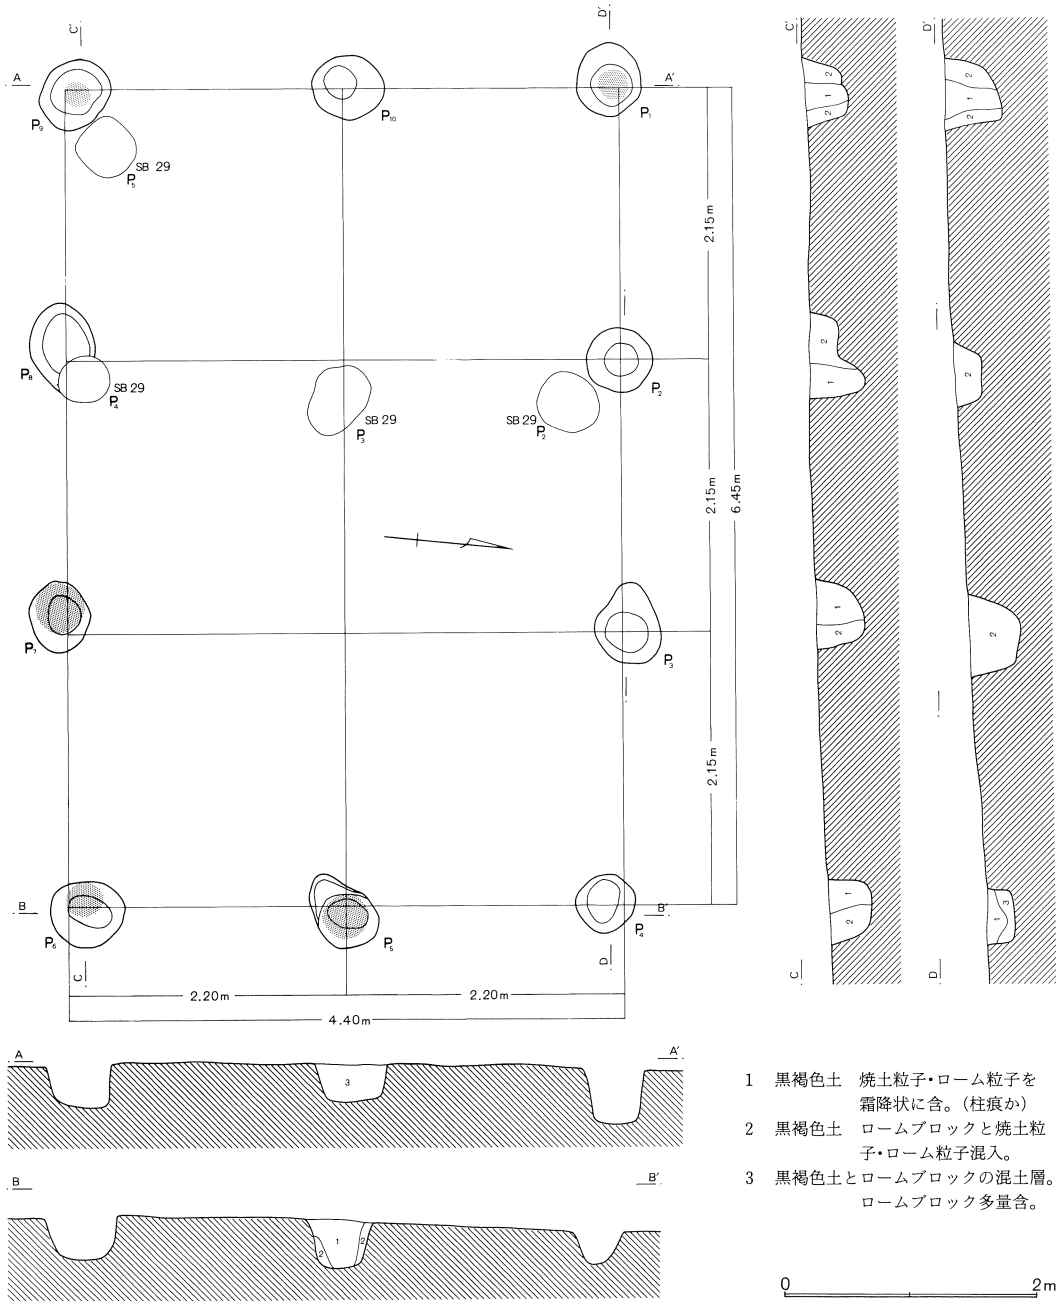 C′
D′
A
A′
P₉
P₁₀
P₁
SB 29
P₅
2.15m
P₈
SB 29
P₄
SB 29
P₃
SB 29
P₂
P₂
2.15m
6.45m
P₇
P₃
2.15m
B
B′
P₆
P₅
P₄
C
D
2.20m
2.20m
4.40m
C′
D′
2
1
2
2
1
2
2
1
2
1
2
2
1
2
3
1
C
D
A
A′
3
B
B′
2
1
2
1 黒褐色土 焼土粒子・ローム粒子を
霜降状に含。(柱痕か)
2 黒褐色土 ロームブロックと焼土粒
子・ローム粒子混入。
3 黒褐色土とロームブロックの混土層。
ロームブロック多量含。
0
2m